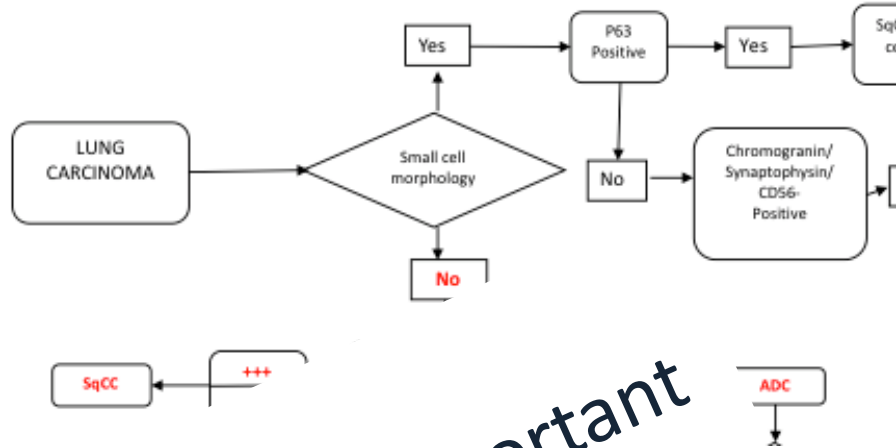 Yes
P63
Positive
Yes
LUNG
CARCINOMA
Small cell
morphology
No
Chromogranin/
Synaptophysin/
CD56-
Positive
No
SqCC
+++
ADC